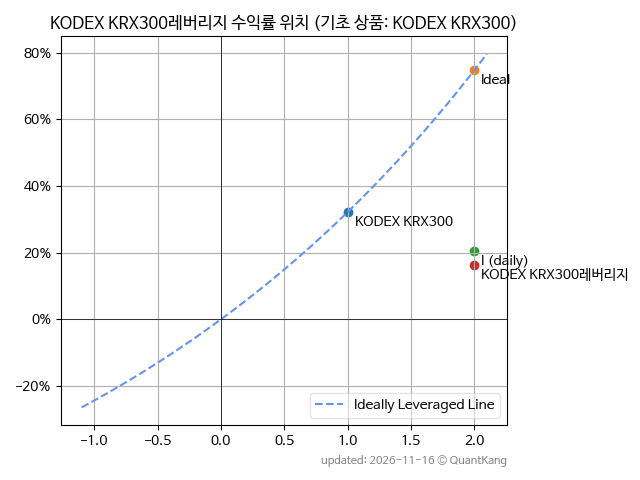 KODEX KRX300레버리지 수익률 위치 (기초 상품: KODEX KRX300)
80%
60%
40%
20%
0%
−20%
Ideal
KODEX KRX300
I (daily)
KODEX KRX300레버리지
Ideally Leveraged Line
−1.0 −0.5 0.0 0.5 1.0 1.5 2.0
updated: 2026-11-16 © QuantKang